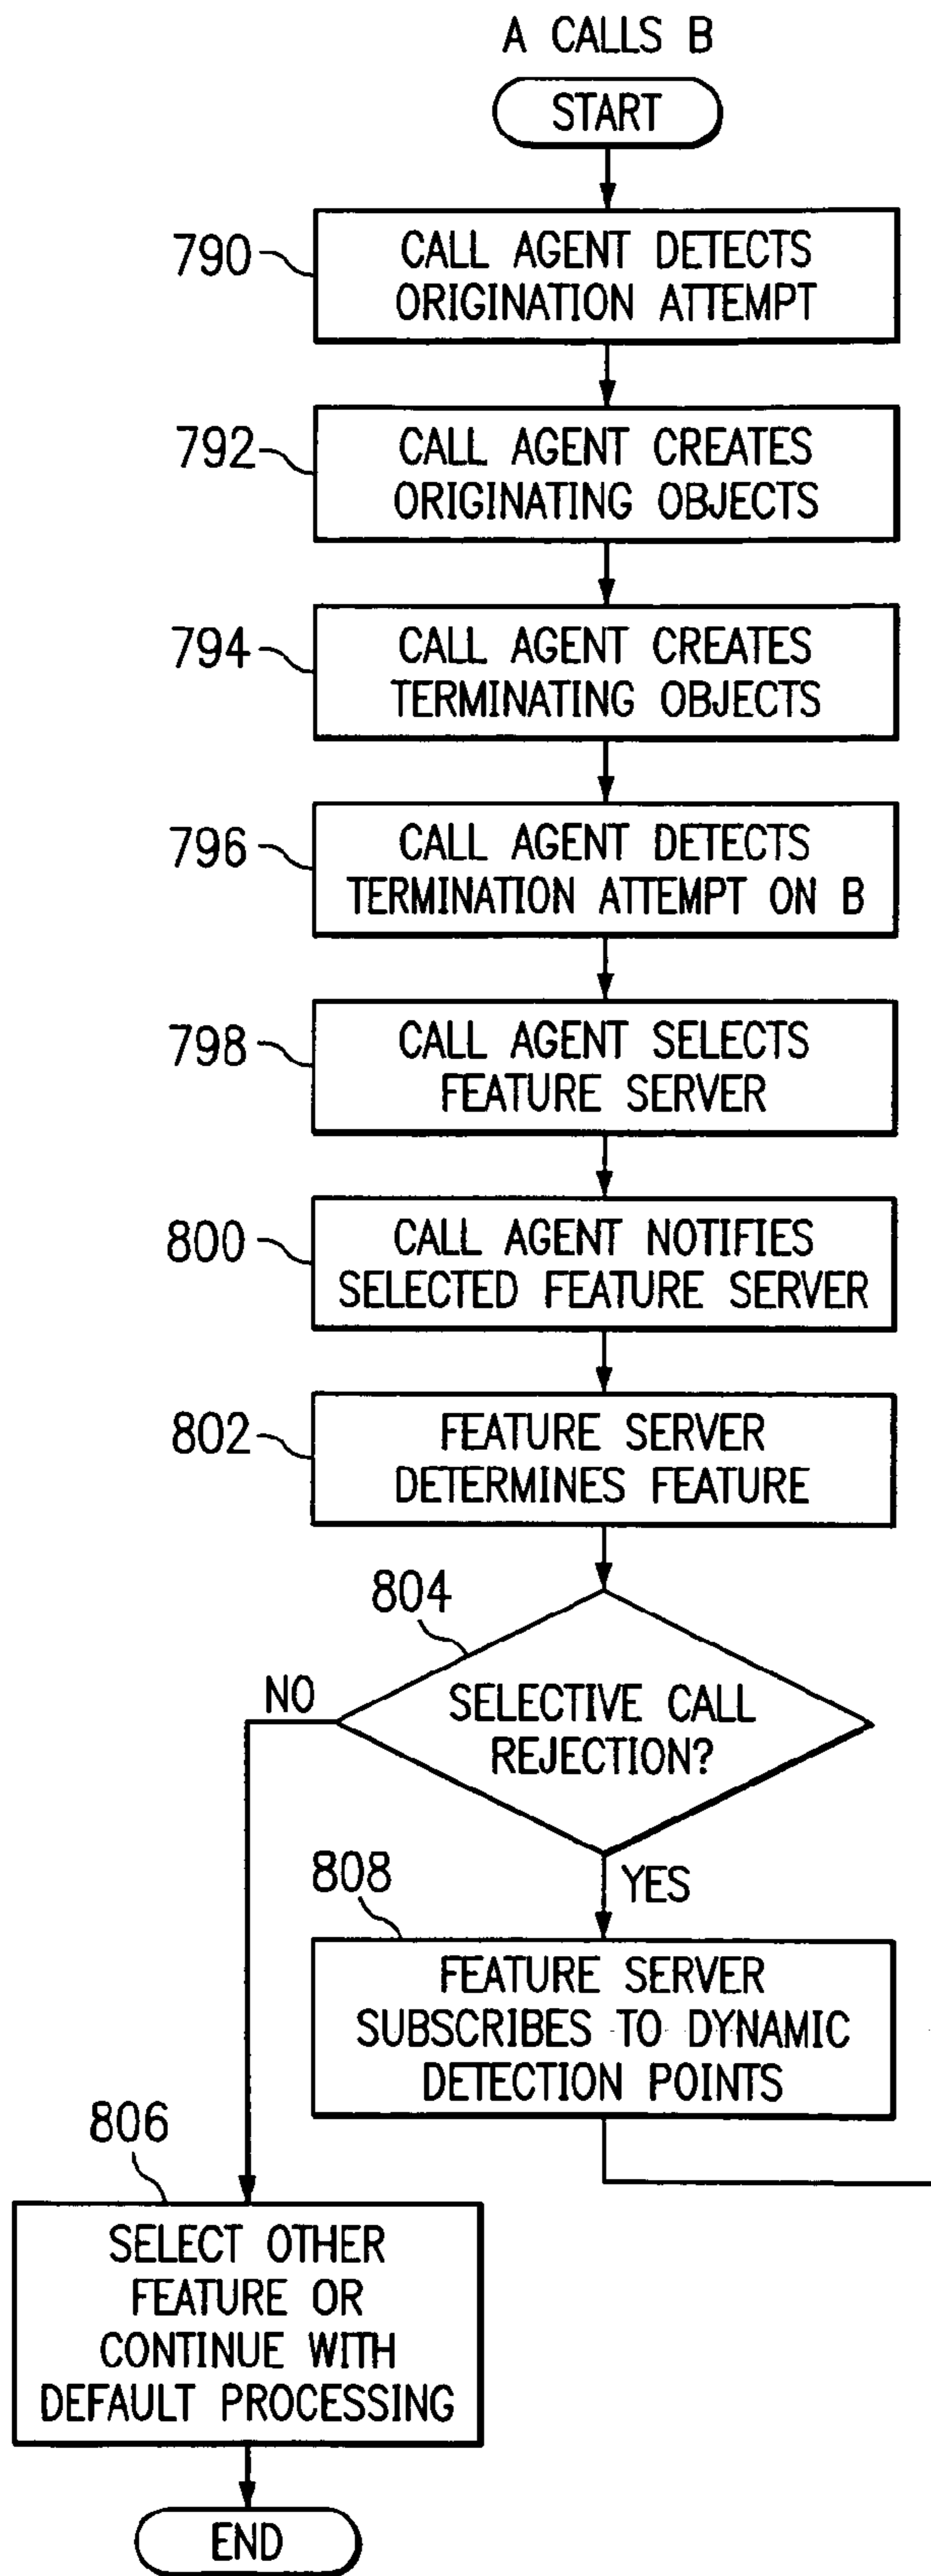 A CALLS B
START
790
CALL AGENT DETECTS
ORIGINATION ATTEMPT
792
CALL AGENT CREATES
ORIGINATING OBJECTS
794
CALL AGENT CREATES
TERMINATING OBJECTS
796
CALL AGENT DETECTS
TERMINATION ATTEMPT ON B
798
CALL AGENT SELECTS
FEATURE SERVER
800
CALL AGENT NOTIFIES
SELECTED FEATURE SERVER
802
FEATURE SERVER
DETERMINES FEATURE
804
NO
SELECTIVE CALL
REJECTION?
YES
808
FEATURE SERVER
SUBSCRIBES TO DYNAMIC
DETECTION POINTS
806
SELECT OTHER
FEATURE OR
CONTINUE WITH
DEFAULT PROCESSING
END